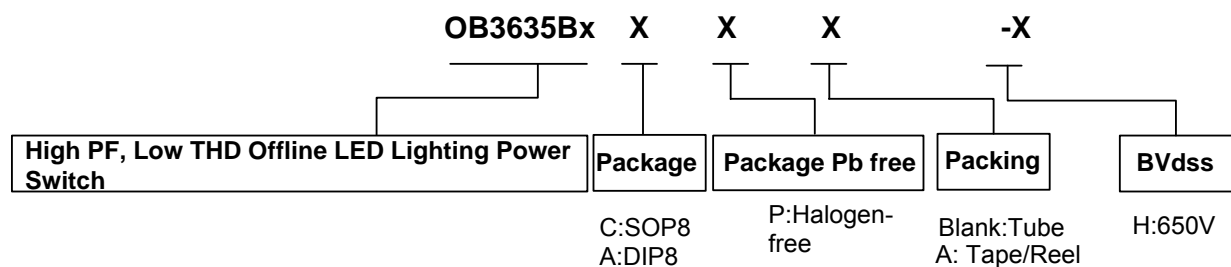 OB3635Bx X X X -X
High PF, Low THD Offline LED Lighting Power
Switch
Package
Package Pb free
Packing
BVdss
C:SOP8
A:DIP8
P:Halogen-
free
Blank:Tube
A: Tape/Reel
H:650V